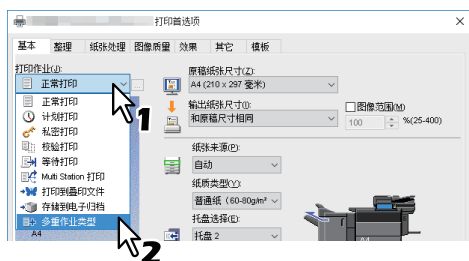 打印首选项
基本 整理 纸张处理 图像质量 效果 其它 模板
打印作业(J):
正常打印
正常打印
计划打印
私密打印
校验打印
等待打印
Multi Station 打印
打印到叠印文件
存储到电子归档
多重作业类型
A4
1
2
原稿纸张尺寸(Z):
A4 (210 x 297 毫米)
输出纸张尺寸(I):
和原稿尺寸相同
图像范围(M)
100 %(25-400)
纸张来源(P):
自动
纸质类型(Y):
普通纸 (60-80g/m²
托盘选择(E):
托盘 2
A4